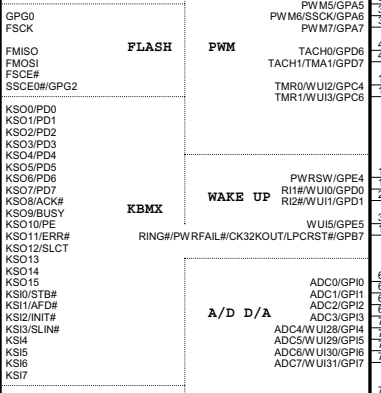 GPG0
FSCK
FMISO
FMOSI
FSCE#
SSCE0#/GPG2
FLASH
KSO0/PD0
KSO1/PD1
KSO2/PD2
KSO3/PD3
KSO4/PD4
KSO5/PD5
KSO6/PD6
KSO7/PD7
KSO8/ACK#
KSO9/BUSY
KSO10/PE
KSO11/ERR#
KSO12/SLCT
KSO13
KSO14
KSO15
KSI0/STB#
KSI1/AFD#
KSI2/INIT#
KSI3/SLIN#
KSI4
KSI5
KSI6
KSI7
KBMX
PWM
PWM5/GPA5
PWM6/SSCK/GPA6
PWM7/GPA7
TACH0/GPD6
TACH1/TMA1/GPD7
TMR0/WUI2/GPC4
TMR1/WUI3/GPC6
WAKE UP
PWRSW/GPE4
RI1#/WUI0/GPD0
RI2#/WUI1/GPD1
WUI5/GPE5
RING#/PWRFAIL#/CK32KOUT/LPCRST#/GPB7
A/D D/A
ADC0/GPI0
ADC1/GPI1
ADC2/GPI2
ADC3/GPI3
ADC4/WUI28/GPI4
ADC5/WUI29/GPI5
ADC6/WUI30/GPI6
ADC7/WUI31/GPI7